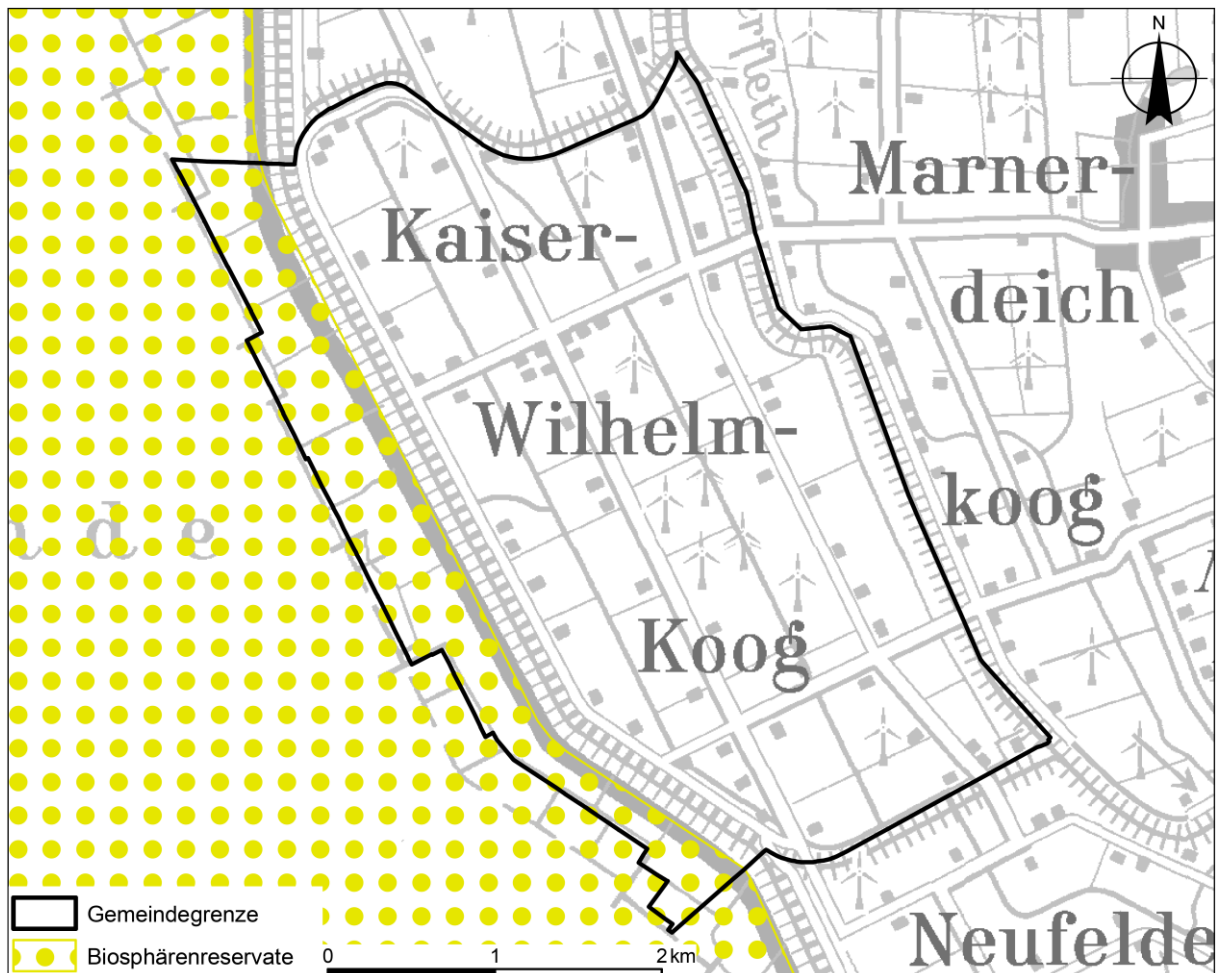 N
Marner-
deich
koog
Kaiser-
Wilhelm-
Koog
n d e
Neufelde
Gemeindegrenze
Biosphärenreservate
0 1 2 km